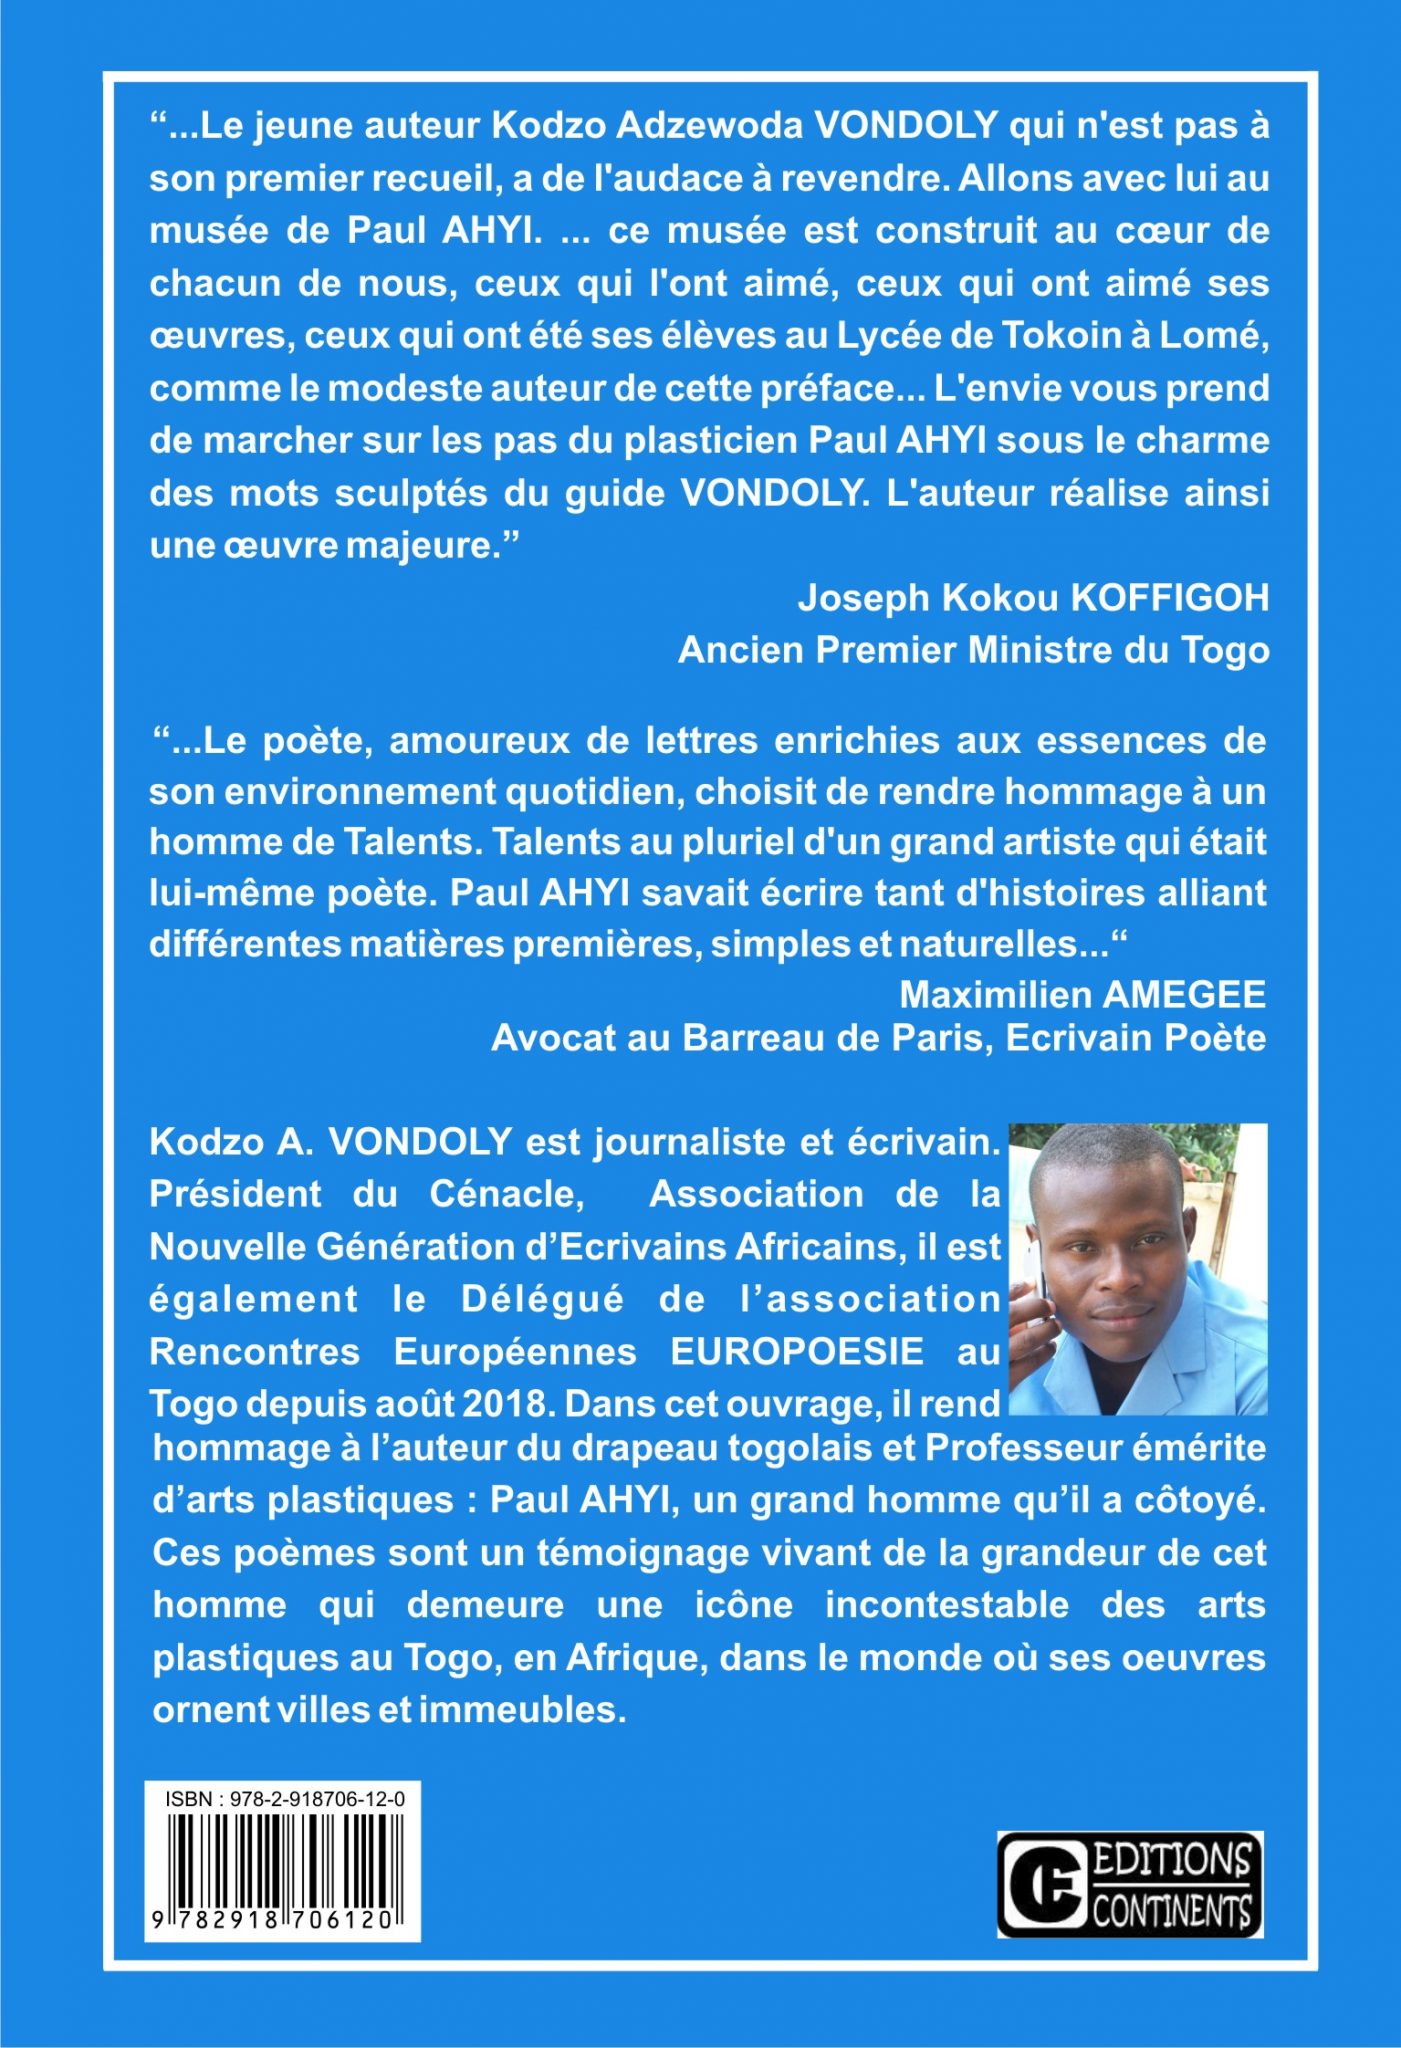 “...Le jeune auteur Kodzo Adzewoda VONDOLY qui n'est pas à
son premier recueil, a de l'audace à revendre. Allons avec lui au
musée de Paul AHYI. ... ce musée est construit au cœur de
chacun de nous, ceux qui l'ont aimé, ceux qui ont aimé ses
œuvres, ceux qui ont été ses élèves au Lycée de Tokoin à Lomé,
comme le modeste auteur de cette préface... L'envie vous prend
de marcher sur les pas du plasticien Paul AHYI sous le charme
des mots sculptés du guide VONDOLY. L'auteur réalise ainsi
une œuvre majeure.”
Joseph Kokou KOFFIGOH
Ancien Premier Ministre du Togo
“...Le poète, amoureux de lettres enrichies aux essences de
son environnement quotidien, choisit de rendre hommage à un
homme de Talents. Talents au pluriel d'un grand artiste qui était
lui-même poète. Paul AHYI savait écrire tant d'histoires alliant
différentes matières premières, simples et naturelles...“
Maximilien AMEGEE
Avocat au Barreau de Paris, Ecrivain Poète
Kodzo A. VONDOLY est journaliste et écrivain.
Président du Cénacle, Association de la
Nouvelle Génération d’Ecrivains Africains, il est
également le Délégué de l’association
Rencontres Européennes EUROPOESIE au
Togo depuis août 2018. Dans cet ouvrage, il rend
hommage à l’auteur du drapeau togolais et Professeur émérite
d’arts plastiques : Paul AHYI, un grand homme qu’il a côtoyé.
Ces poèmes sont un témoignage vivant de la grandeur de cet
homme qui demeure une icône incontestable des arts
plastiques au Togo, en Afrique, dans le monde où ses oeuvres
ornent villes et immeubles.
ISBN : 978-2-918706-12-0
9 782918 706120
CE EDITIONS
CONTINENTS